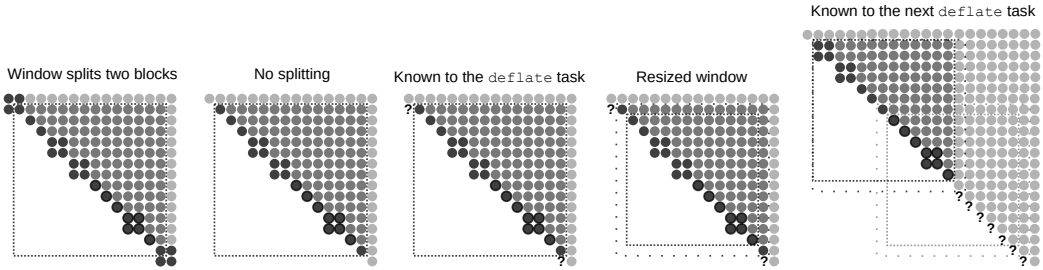 Known to the next deflate task
Window splits two blocks
No splitting
Known to the deflate task
Resized window
?
?
?
?
?
?
?
?
?
?
?